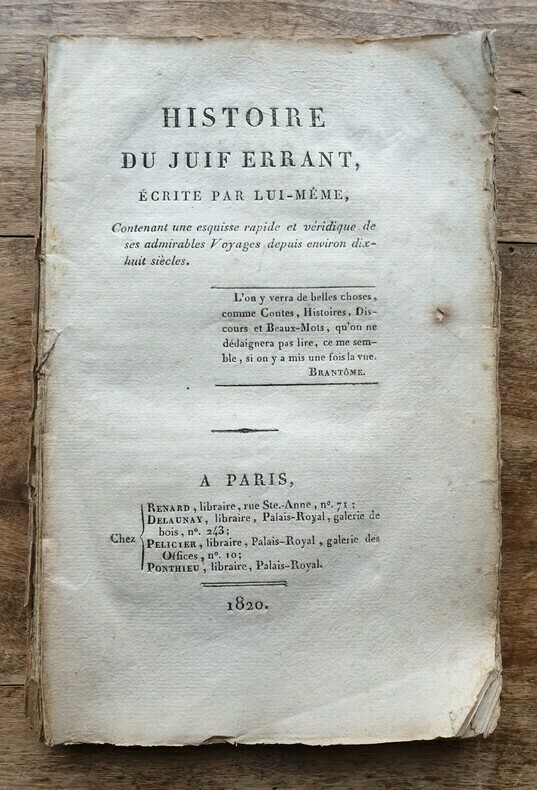 HISTOIRE
DU JUIF ERRANT,
ÉCRITE PAR LUI-MÊME,
Contenant une esquisse rapide et véridique de
ses admirables Voyages depuis environ dix-
huit siècles.
L'on y verra de belles choses,
comme Contes, Histoires, Dis-
cours et Beaux-Mots, qu'on ne
dédaignera pas lire, ce me sem-
ble, si on y a mis une fois la vue.
BRANTÔME.
A PARIS,
Chez
RENARD, libraire, rue Ste.-Anne, nº. 71;
DELAUNAY, libraire, Palais-Royal, galerie de
bois, nº. 243;
PELICIER, libraire, Palais-Royal, galerie des
Offices, nº. 10;
PONTHIEU, libraire, Palais-Royal.
1820.